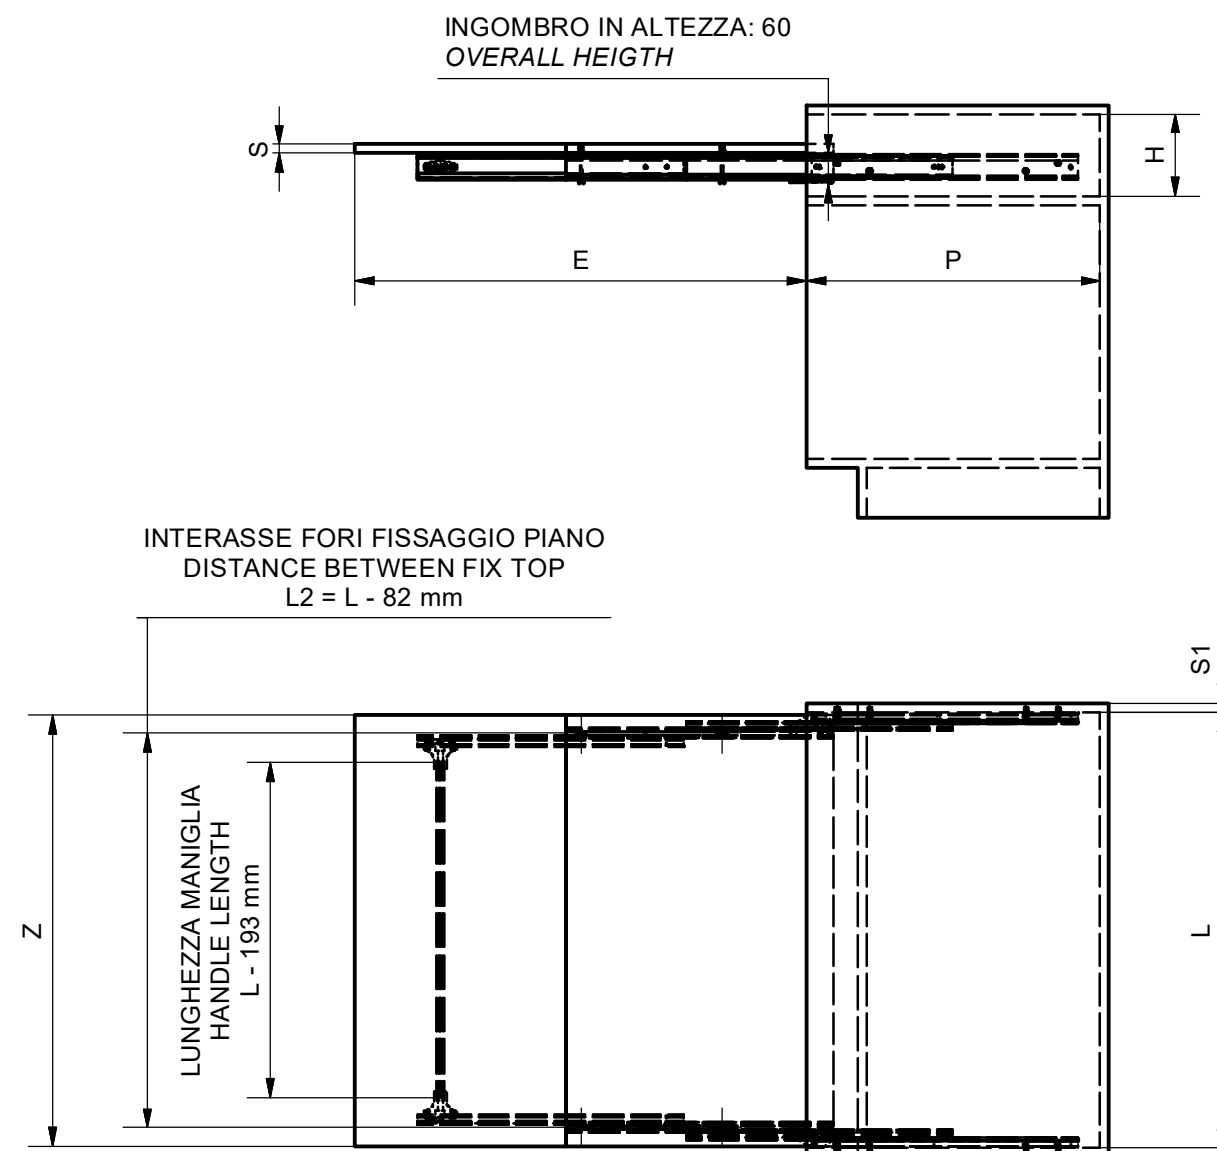 INGOMBRO IN ALTEZZA: 60
OVERALL HEIGTH
S
H
E
P
INTERASSE FORI FISSAGGIO PIANO
DISTANCE BETWEEN FIX TOP
L2 = L - 82 mm
S1
Z
LUNGHEZZA MANIGLIA
HANDLE LENGTH
L - 193 mm
L